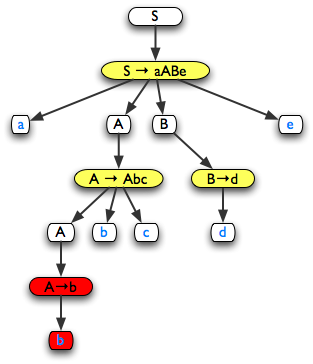 S
S → aABe
a A B e
A → Abc B→d
A b c d
A→b
b